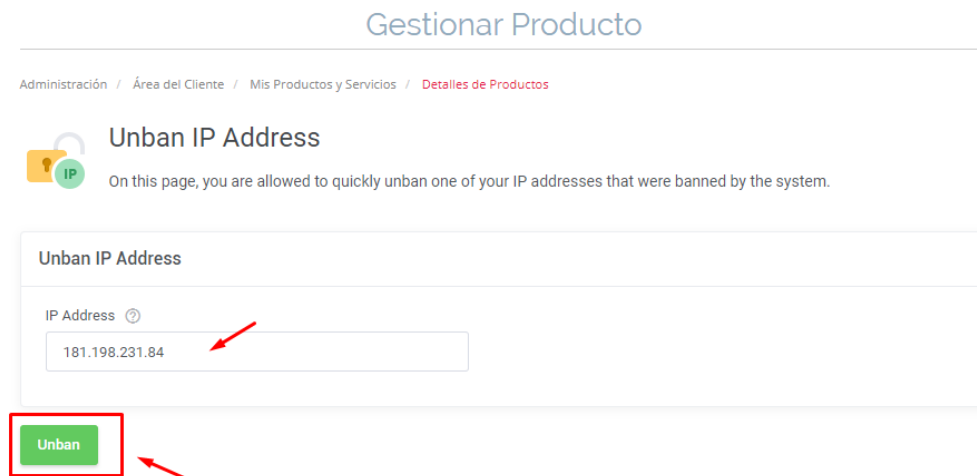 Gestionar Producto
Administración / Área del Cliente / Mis Productos y Servicios / Detalles de Productos
Unban IP Address
IP
On this page, you are allowed to quickly unban one of your IP addresses that were banned by the system.
Unban IP Address
IP Address ?
181.198.231.84
Unban